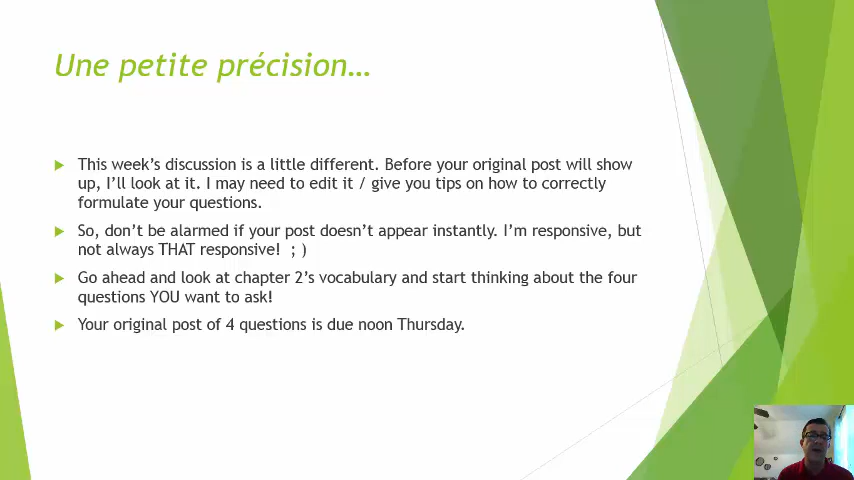 Une petite précision…
This week's discussion is a little different. Before your original post will show
up, I'll look at it. I may need to edit it / give you tips on how to correctly
formulate your questions.
So, don't be alarmed if your post doesn't appear instantly. I'm responsive, but
not always THAT responsive!  ; )
Go ahead and look at chapter 2's vocabulary and start thinking about the four
questions YOU want to ask!
Your original post of 4 questions is due noon Thursday.